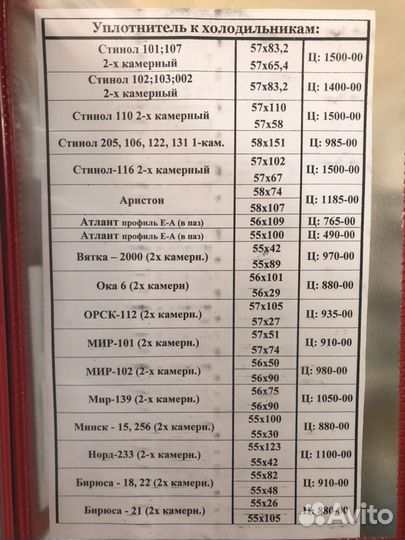 Уплотнитель к холодильникам:
Стинол 101;107 57х83,2 Ц: 1500-00
2-х камерный 57х65,4
Стинол 102;103;002 57х83,2 Ц: 1400-00
2-х камерный
Стинол 110 2-х камерный 57х110 Ц: 1500-00
57х58
Стинол 205, 106, 122, 131 1-кам. 58х151 Ц: 985-00
Стинол-116 2-х камерный 57х102 Ц: 1500-00
57х67
Аристон 58х74 Ц: 1185-00
58х107
Атлант профиль Е-А (в паз) 56х109 Ц: 765-00
Атлант профиль Е-А (в паз) 55х100 Ц: 490-00
Вятка – 2000 (2х камерн.) 55х42 Ц: 970-00
55х89
Ока 6 (2х камерн) 56х101 Ц: 880-00
56х29
ОРСК-112 (2х камерн.) 57х105 Ц: 935-00
57х27
МИР-101 (2х камерн.) 57х51 Ц: 910-00
57х74
МИР-102 (2-х камерн.) 56х50 Ц: 980-00
56х90
Мир-139 (2-х камерн.) 56х75 Ц: 1050-00
56х90
Минск - 15, 256 (2х камерн.) 55х100 Ц: 880-00
55х30
Норд-233 (2-х камерн.) 55х123 Ц: 1100-00
55х42
Бирюса - 18, 22 (2х камерн.) 55х82 Ц: 910-00
55х48
Бирюса - 21 (2-х камерн.) 55х26 Ц: 880-00
55х105
Avito